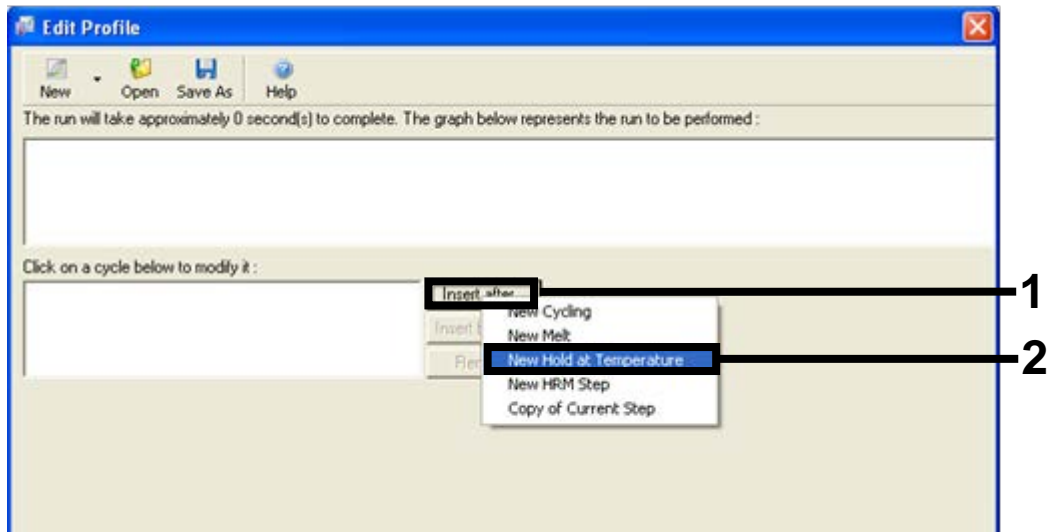 Edit Profile
New Open Save As Help
The run will take approximately 0 second(s) to complete. The graph below represents the run to be performed :
Click on a cycle below to modify it :
Insert after...
1
New Cycling
Insert
New Melt
New Hold at Temperature
2
New HRM Step
Copy of Current Step